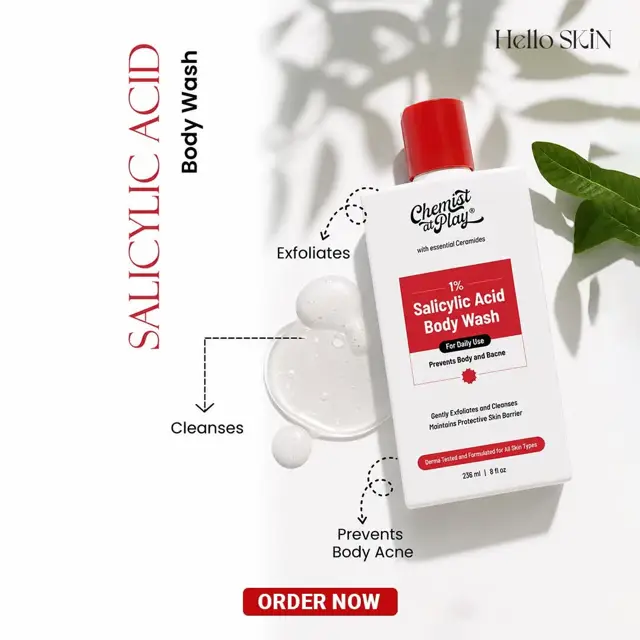 Hello SKiN
SALICYLIC ACID
Body Wash
Exfoliates
Cleanses
Prevents
Body Acne
Chemist
at Play®
with essential Ceramides
1%
Salicylic Acid
Body Wash
For Daily Use
Prevents Body and Bacne
Gently Exfoliates and Cleanses
Maintains Protective Skin Barrier
Derma Tested and Formulated for All Skin Types
236 ml | 8 fl oz
ORDER NOW